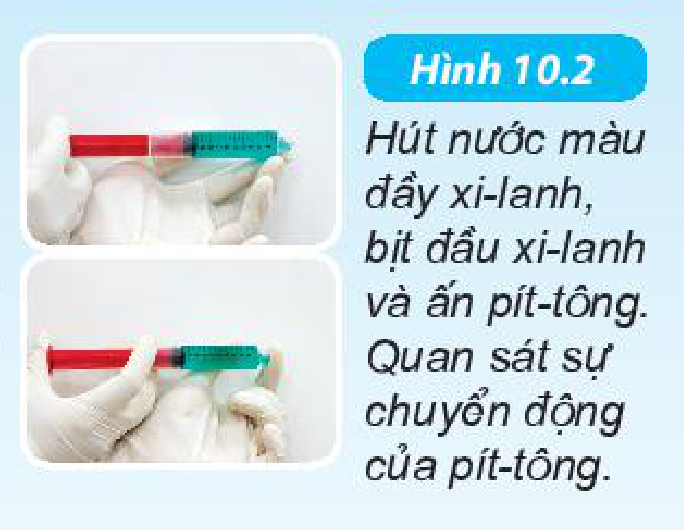 Hình 10.2
Hút nước màu
đầy xi-lanh,
bịt đầu xi-lanh
và ấn pít-tông.
Quan sát sự
chuyển động
của pít-tông.